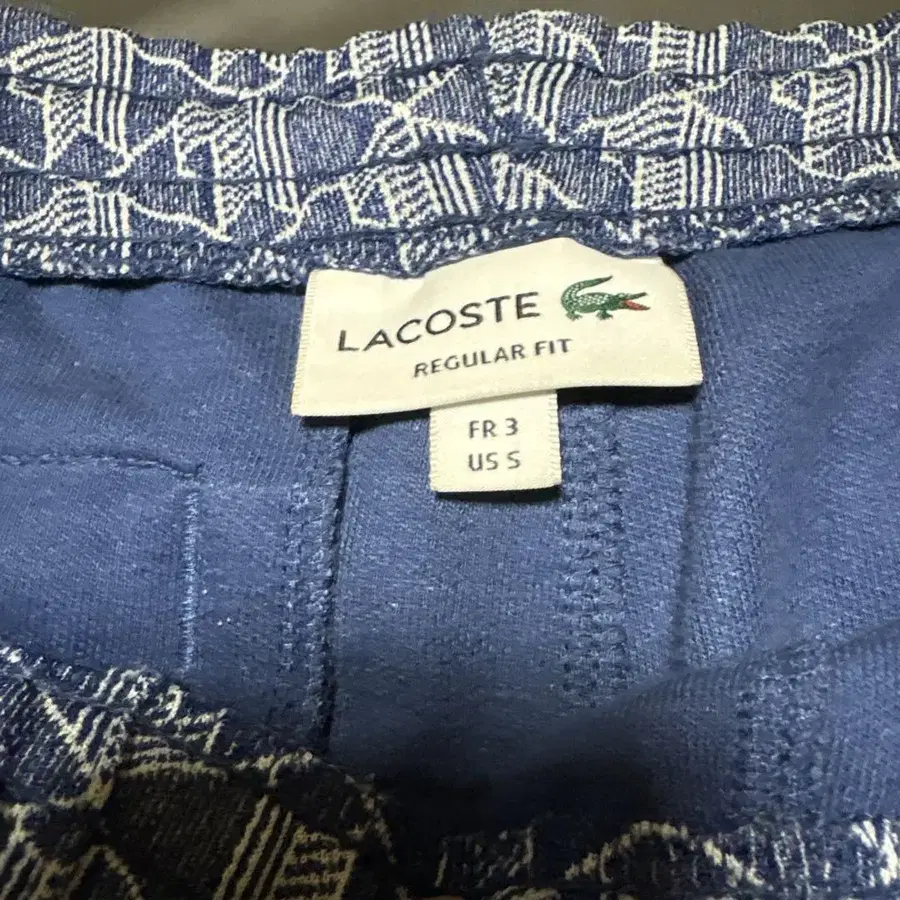 LACOSTE
REGULAR FIT
FR 3
US S